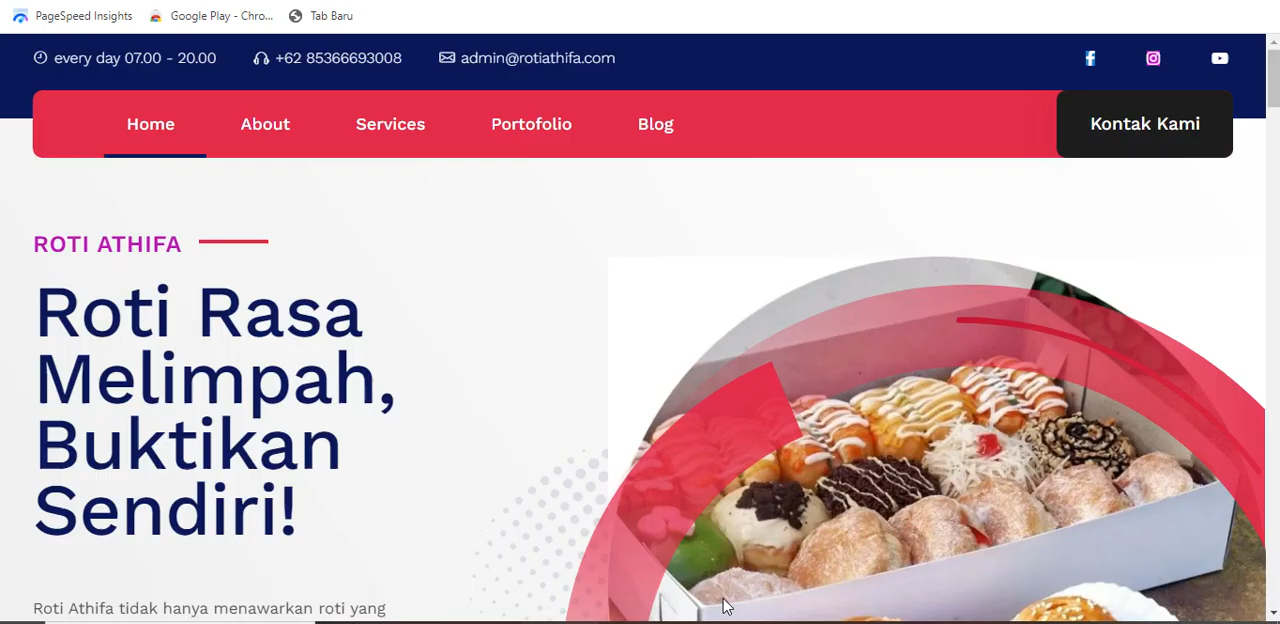 PageSpeed Insights Google Play - Chro... Tab Baru
every day 07.00 - 20.00 +62 85366693008 admin@rotiathifa.com
Home About Services Portofolio Blog Kontak Kami
ROTI ATHIFA
Roti Rasa
Melimpah,
Buktikan
Sendiri!
Roti Athifa tidak hanya menawarkan roti yang